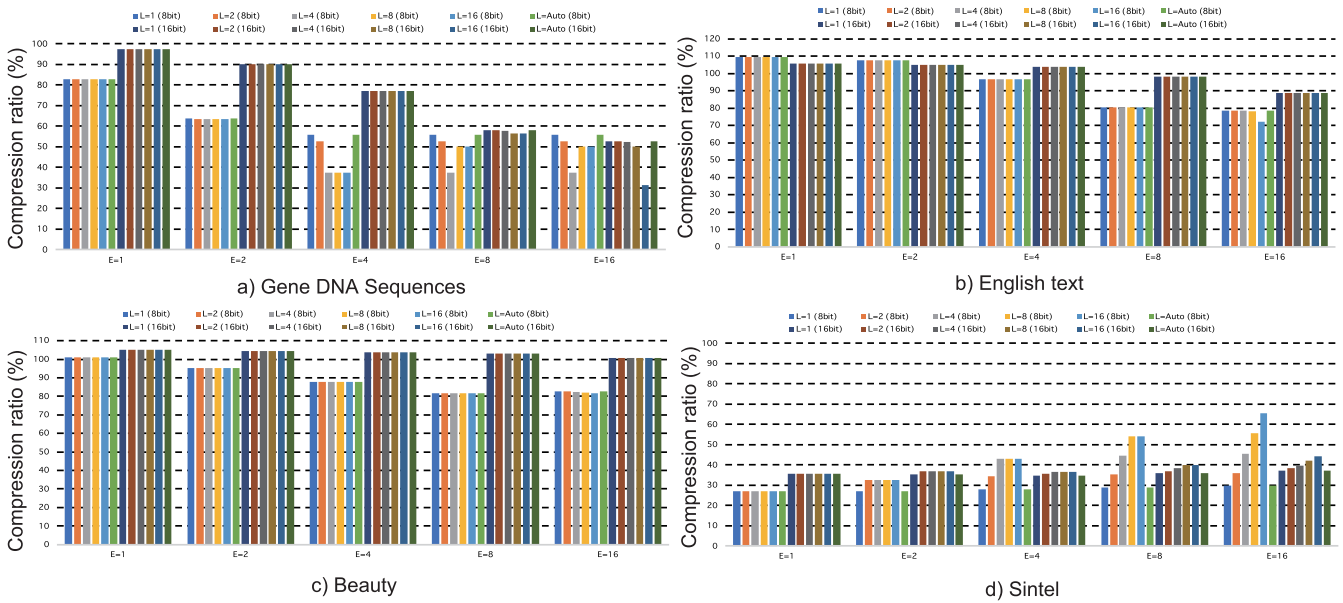 L=1 (8bit) L=2 (8bit) L=4 (8bit) L=8 (8bit) L=16 (8bit) L=Auto (8bit)
L=1 (16bit) L=2 (16bit) L=4 (16bit) L=8 (16bit) L=16 (16bit) L=Auto (16bit)
Compression ratio (%)
100
90
80
70
60
50
40
30
20
10
0
E=1 E=2 E=4 E=8 E=16
a) Gene DNA Sequences
L=1 (8bit) L=2 (8bit) L=4 (8bit) L=8 (8bit) L=16 (8bit) L=Auto (8bit)
L=1 (16bit) L=2 (16bit) L=4 (16bit) L=8 (16bit) L=16 (16bit) L=Auto (16bit)
Compression ratio (%)
120
110
100
90
80
70
60
50
40
30
20
10
0
E=1 E=2 E=4 E=8 E=16
b) English text
L=1 (8bit) L=2 (8bit) L=4 (8bit) L=8 (8bit) L=16 (8bit) L=Auto (8bit)
L=1 (16bit) L=2 (16bit) L=4 (16bit) L=8 (16bit) L=16 (16bit) L=Auto (16bit)
Compression ratio (%)
110
100
90
80
70
60
50
40
30
20
10
0
E=1 E=2 E=4 E=8 E=16
c) Beauty
L=1 (8bit) L=2 (8bit) L=4 (8bit) L=8 (8bit) L=16 (8bit) L=Auto (8bit)
L=1 (16bit) L=2 (16bit) L=4 (16bit) L=8 (16bit) L=16 (16bit) L=Auto (16bit)
Compression ratio (%)
100
90
80
70
60
50
40
30
20
10
0
E=1 E=2 E=4 E=8 E=16
d) Sintel